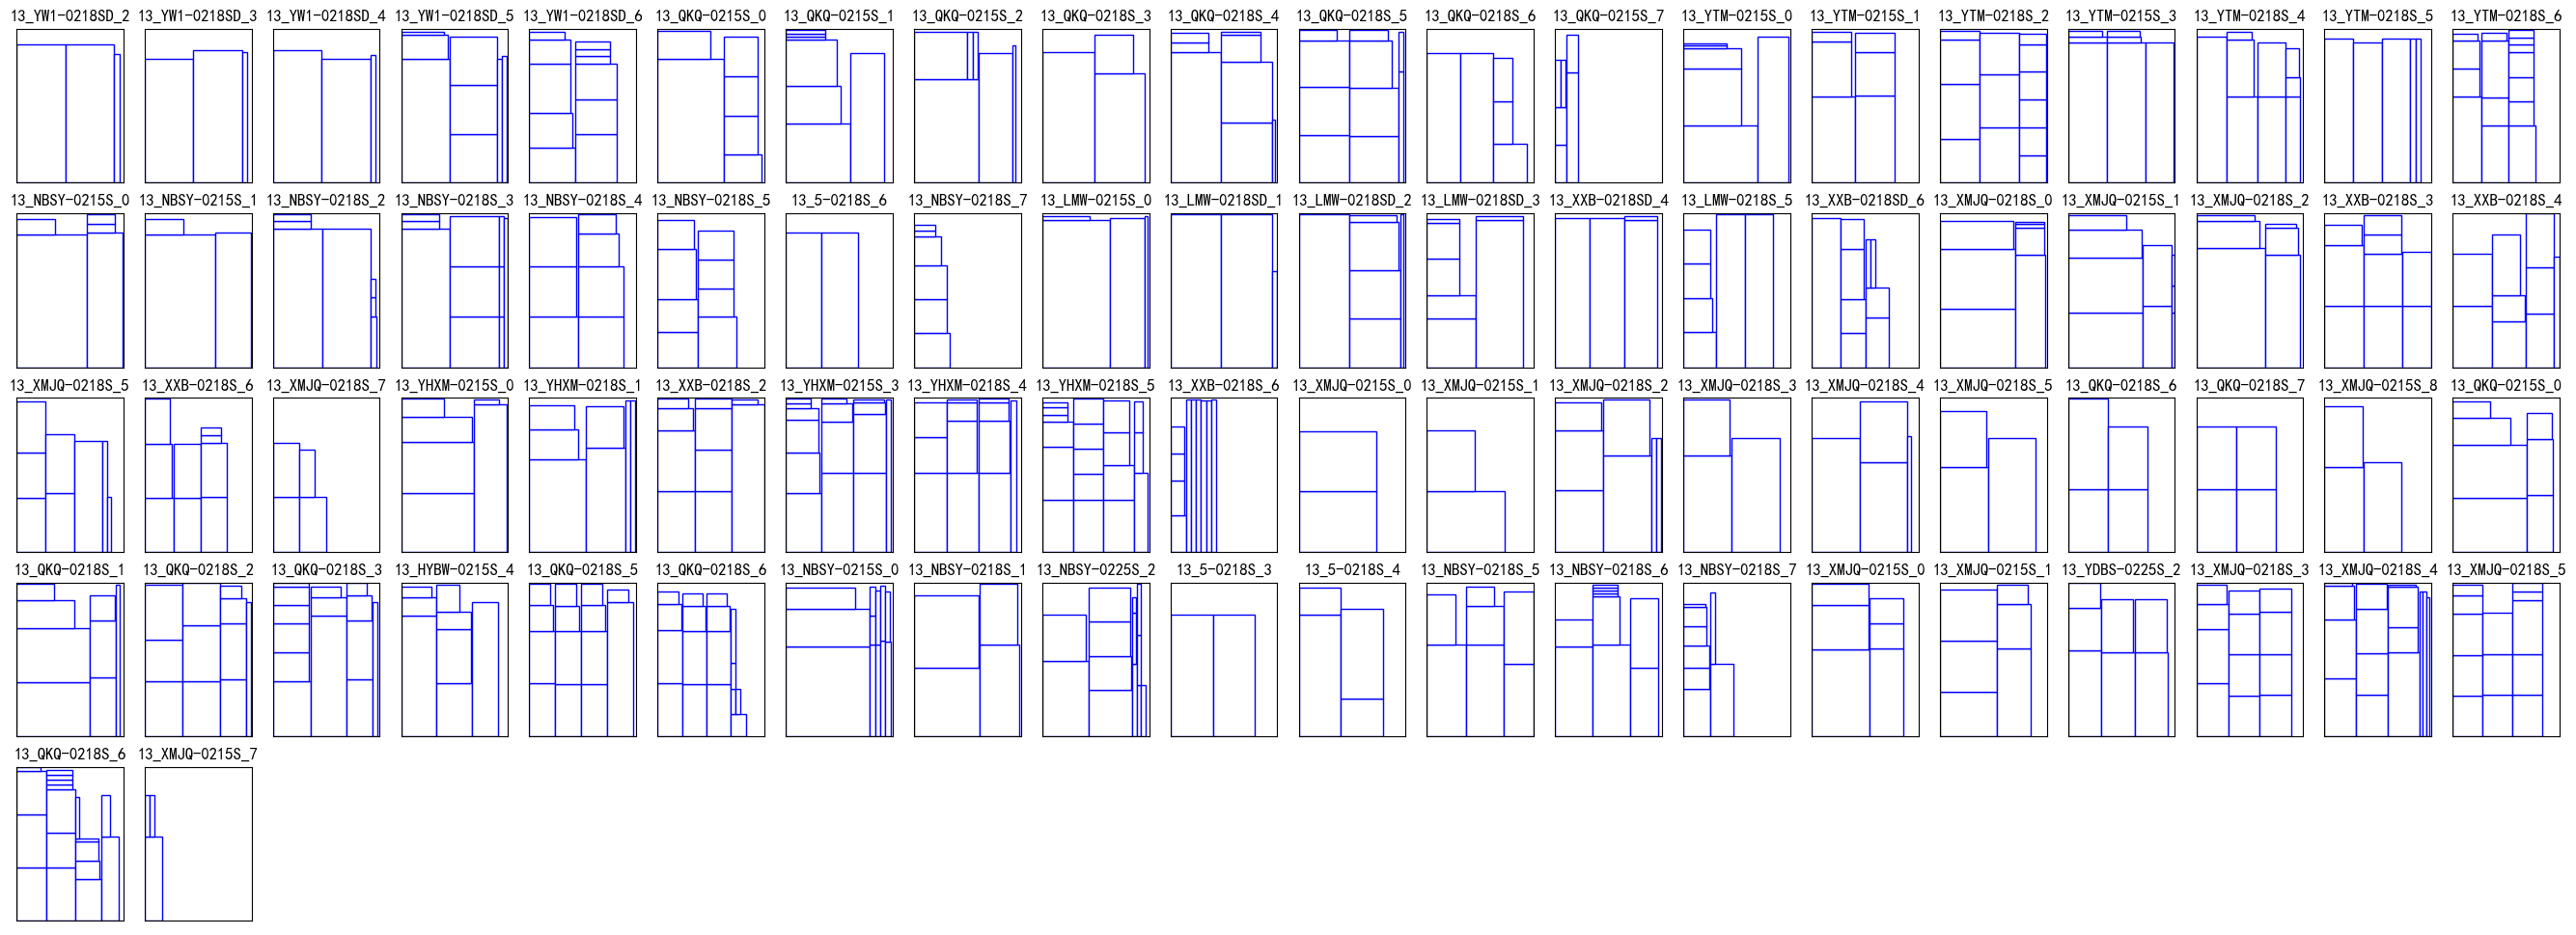 13_YW1-0218SD_2 13_YW1-0218SD_3 13_YW1-0218SD_4 13_YW1-0218SD_5 13_YW1-0218SD_6 13_QKQ-0215S_0 13_QKQ-0215S_1 13_QKQ-0215S_2 13_QKQ-0218S_3 13_QKQ-0218S_4 13_QKQ-0218S_5 13_QKQ-0218S_6 13_QKQ-0215S_7 13_YTM-0215S_0 13_YTM-0215S_1 13_YTM-0218S_2 13_YTM-0215S_3 13_YTM-0218S_4 13_YTM-0218S_5 13_YTM-0218S_6
13_NBSY-0215S_0 13_NBSY-0215S_1 13_NBSY-0218S_2 13_NBSY-0218S_3 13_NBSY-0218S_4 13_NBSY-0218S_5 13_5-0218S_6 13_NBSY-0218S_7 13_LMW-0215S_0 13_LMW-0218SD_1 13_LMW-0218SD_2 13_LMW-0218SD_3 13_XXB-0218SD_4 13_LMW-0218S_5 13_XXB-0218SD_6 13_XMJQ-0218S_0 13_XMJQ-0215S_1 13_XMJQ-0218S_2 13_XXB-0218S_3 13_XXB-0218S_4
13_XMJQ-0218S_5 13_XXB-0218S_6 13_XMJQ-0218S_7 13_YHXM-0215S_0 13_YHXM-0218S_1 13_XXB-0218S_2 13_YHXM-0215S_3 13_YHXM-0218S_4 13_YHXM-0218S_5 13_XXB-0218S_6 13_XMJQ-0215S_0 13_XMJQ-0215S_1 13_XMJQ-0218S_2 13_XMJQ-0218S_3 13_XMJQ-0218S_4 13_XMJQ-0218S_5 13_QKQ-0218S_6 13_QKQ-0218S_7 13_XMJQ-0215S_8 13_QKQ-0215S_0
13_QKQ-0218S_1 13_QKQ-0218S_2 13_QKQ-0218S_3 13_HYBW-0215S_4 13_QKQ-0218S_5 13_QKQ-0218S_6 13_NBSY-0215S_0 13_NBSY-0218S_1 13_NBSY-0225S_2 13_5-0218S_3 13_5-0218S_4 13_NBSY-0218S_5 13_NBSY-0218S_6 13_NBSY-0218S_7 13_XMJQ-0215S_0 13_XMJQ-0215S_1 13_YDBS-0225S_2 13_XMJQ-0218S_3 13_XMJQ-0218S_4 13_XMJQ-0218S_5
13_QKQ-0218S_6 13_XMJQ-0215S_7